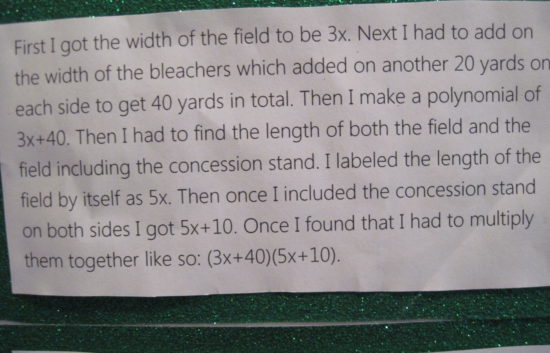 First I got the width of the field to be 3x. Next I had to add on
the width of the bleachers which added on another 20 yards on
each side to get 40 yards in total. Then I make a polynomial of
3x+40. Then I had to find the length of both the field and the
field including the concession stand. I labeled the length of the
field by itself as 5x. Then once I included the concession stand
on both sides I got 5x+10. Once I found that I had to multiply
them together like so: (3x+40)(5x+10).